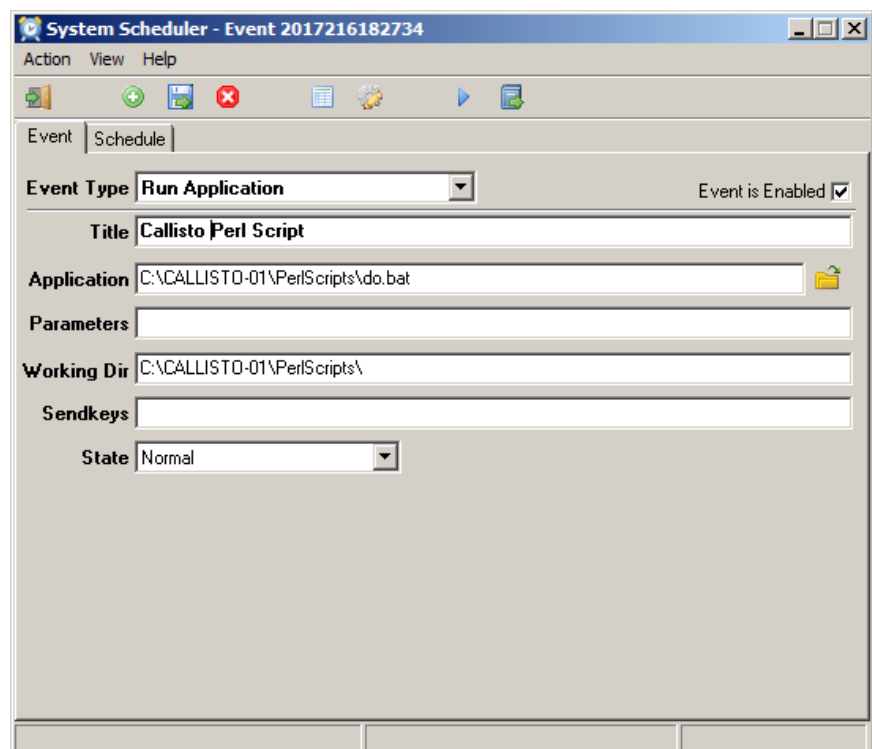 System Scheduler - Event 2017216182734
Action View Help
Event Schedule
Event Type Run Application Event is Enabled
Title Callisto Perl Script
Application C:\CALLISTO-01\PerlScripts\do.bat
Parameters
Working Dir C:\CALLISTO-01\PerlScripts\
Sendkeys
State Normal